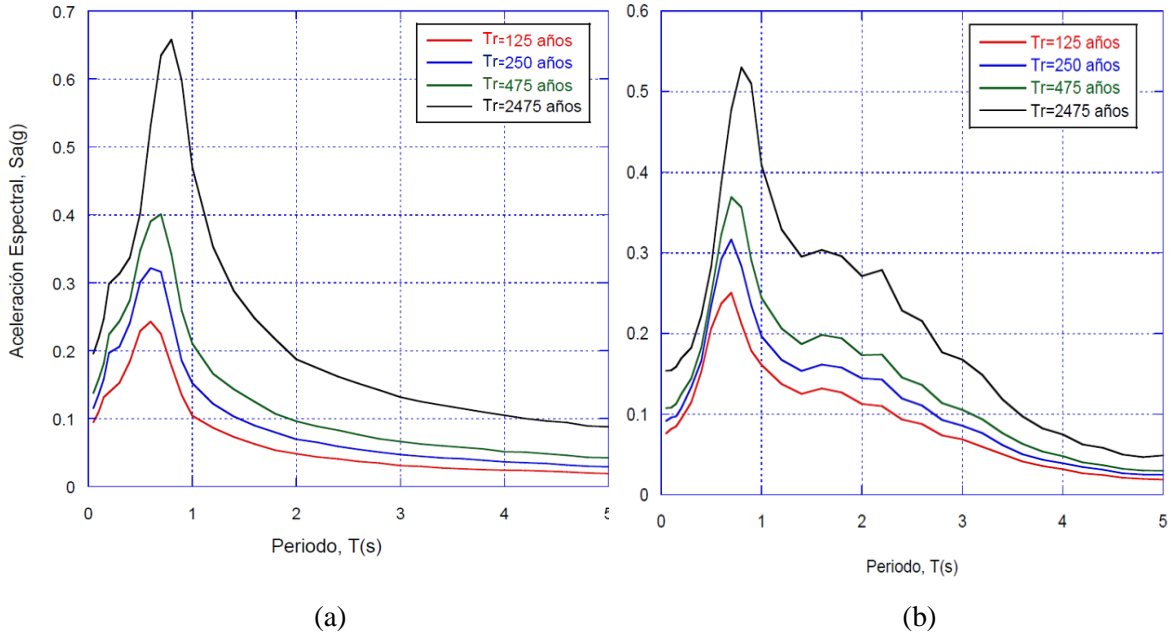 0.7
0.6
0.5
0.4
0.3
0.2
0.1
0
Aceleración Espectral, Sa(g)
Tr=125 años
Tr=250 años
Tr=475 años
Tr=2475 años
0 1 2 3 4 5
Periodo, T(s)
(a)
0.6
0.5
0.4
0.3
0.2
0.1
0
Tr=125 años
Tr=250 años
Tr=475 años
Tr=2475 años
0 1 2 3 4 5
Periodo, T(s)
(b)